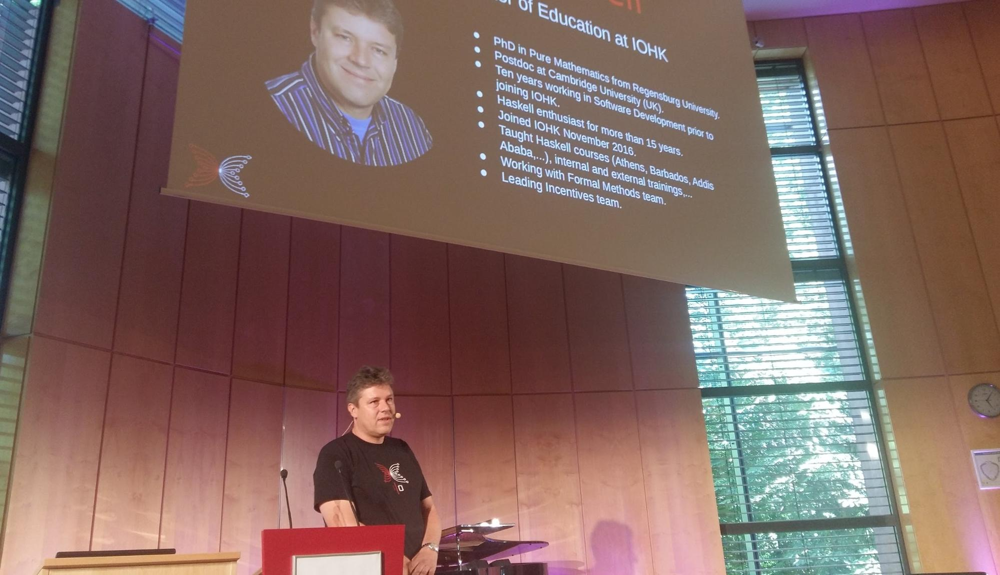 of Education at IOHK
PhD in Pure Mathematics from Regensburg University.
Postdoc at Cambridge University (UK).
Ten years working in Software Development prior to
joining IOHK.
Haskell enthusiast for more than 15 years.
Joined IOHK November 2016.
Taught Haskell courses (Athens, Barbados, Addis
Ababa,...), internal and external trainings,...
Working with Formal Methods team.
Leading Incentives team.